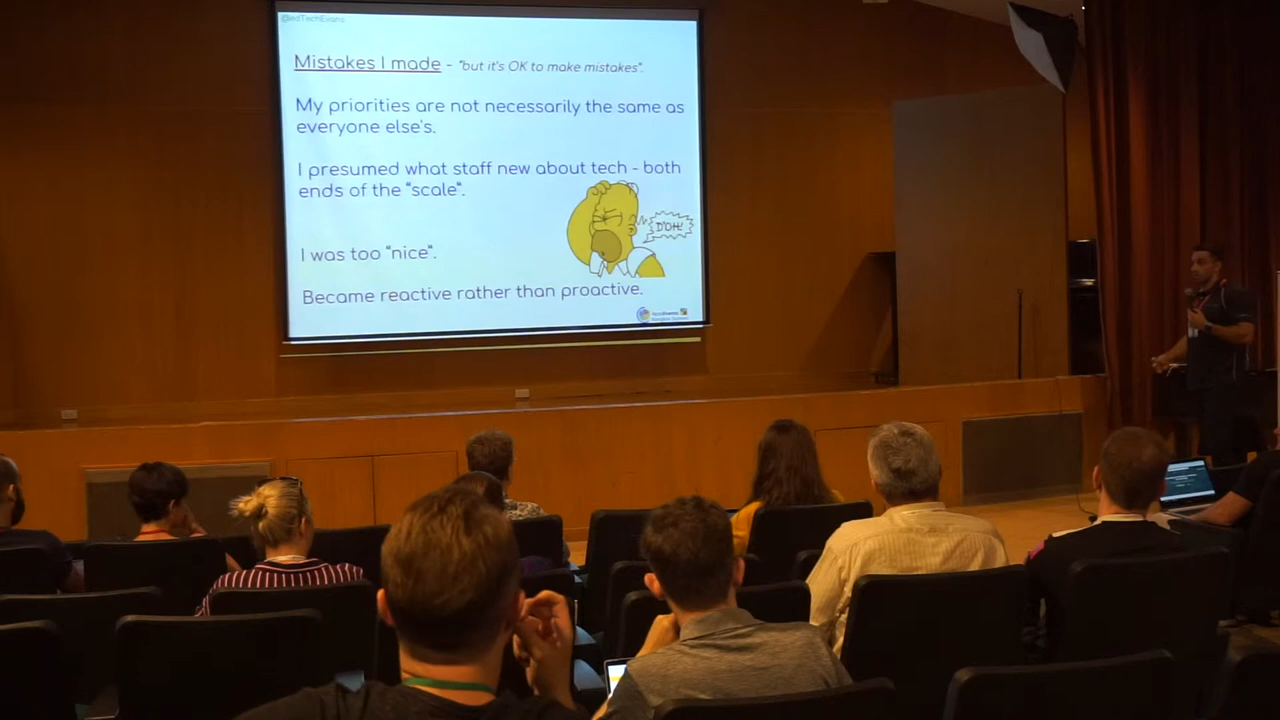 @edTechEvans
Mistakes I made - "but it's OK to make mistakes".
My priorities are not necessarily the same as
everyone else's.
I presumed what staff new about tech - both
ends of the "scale".
D'OH!
I was too "nice".
Became reactive rather than proactive.